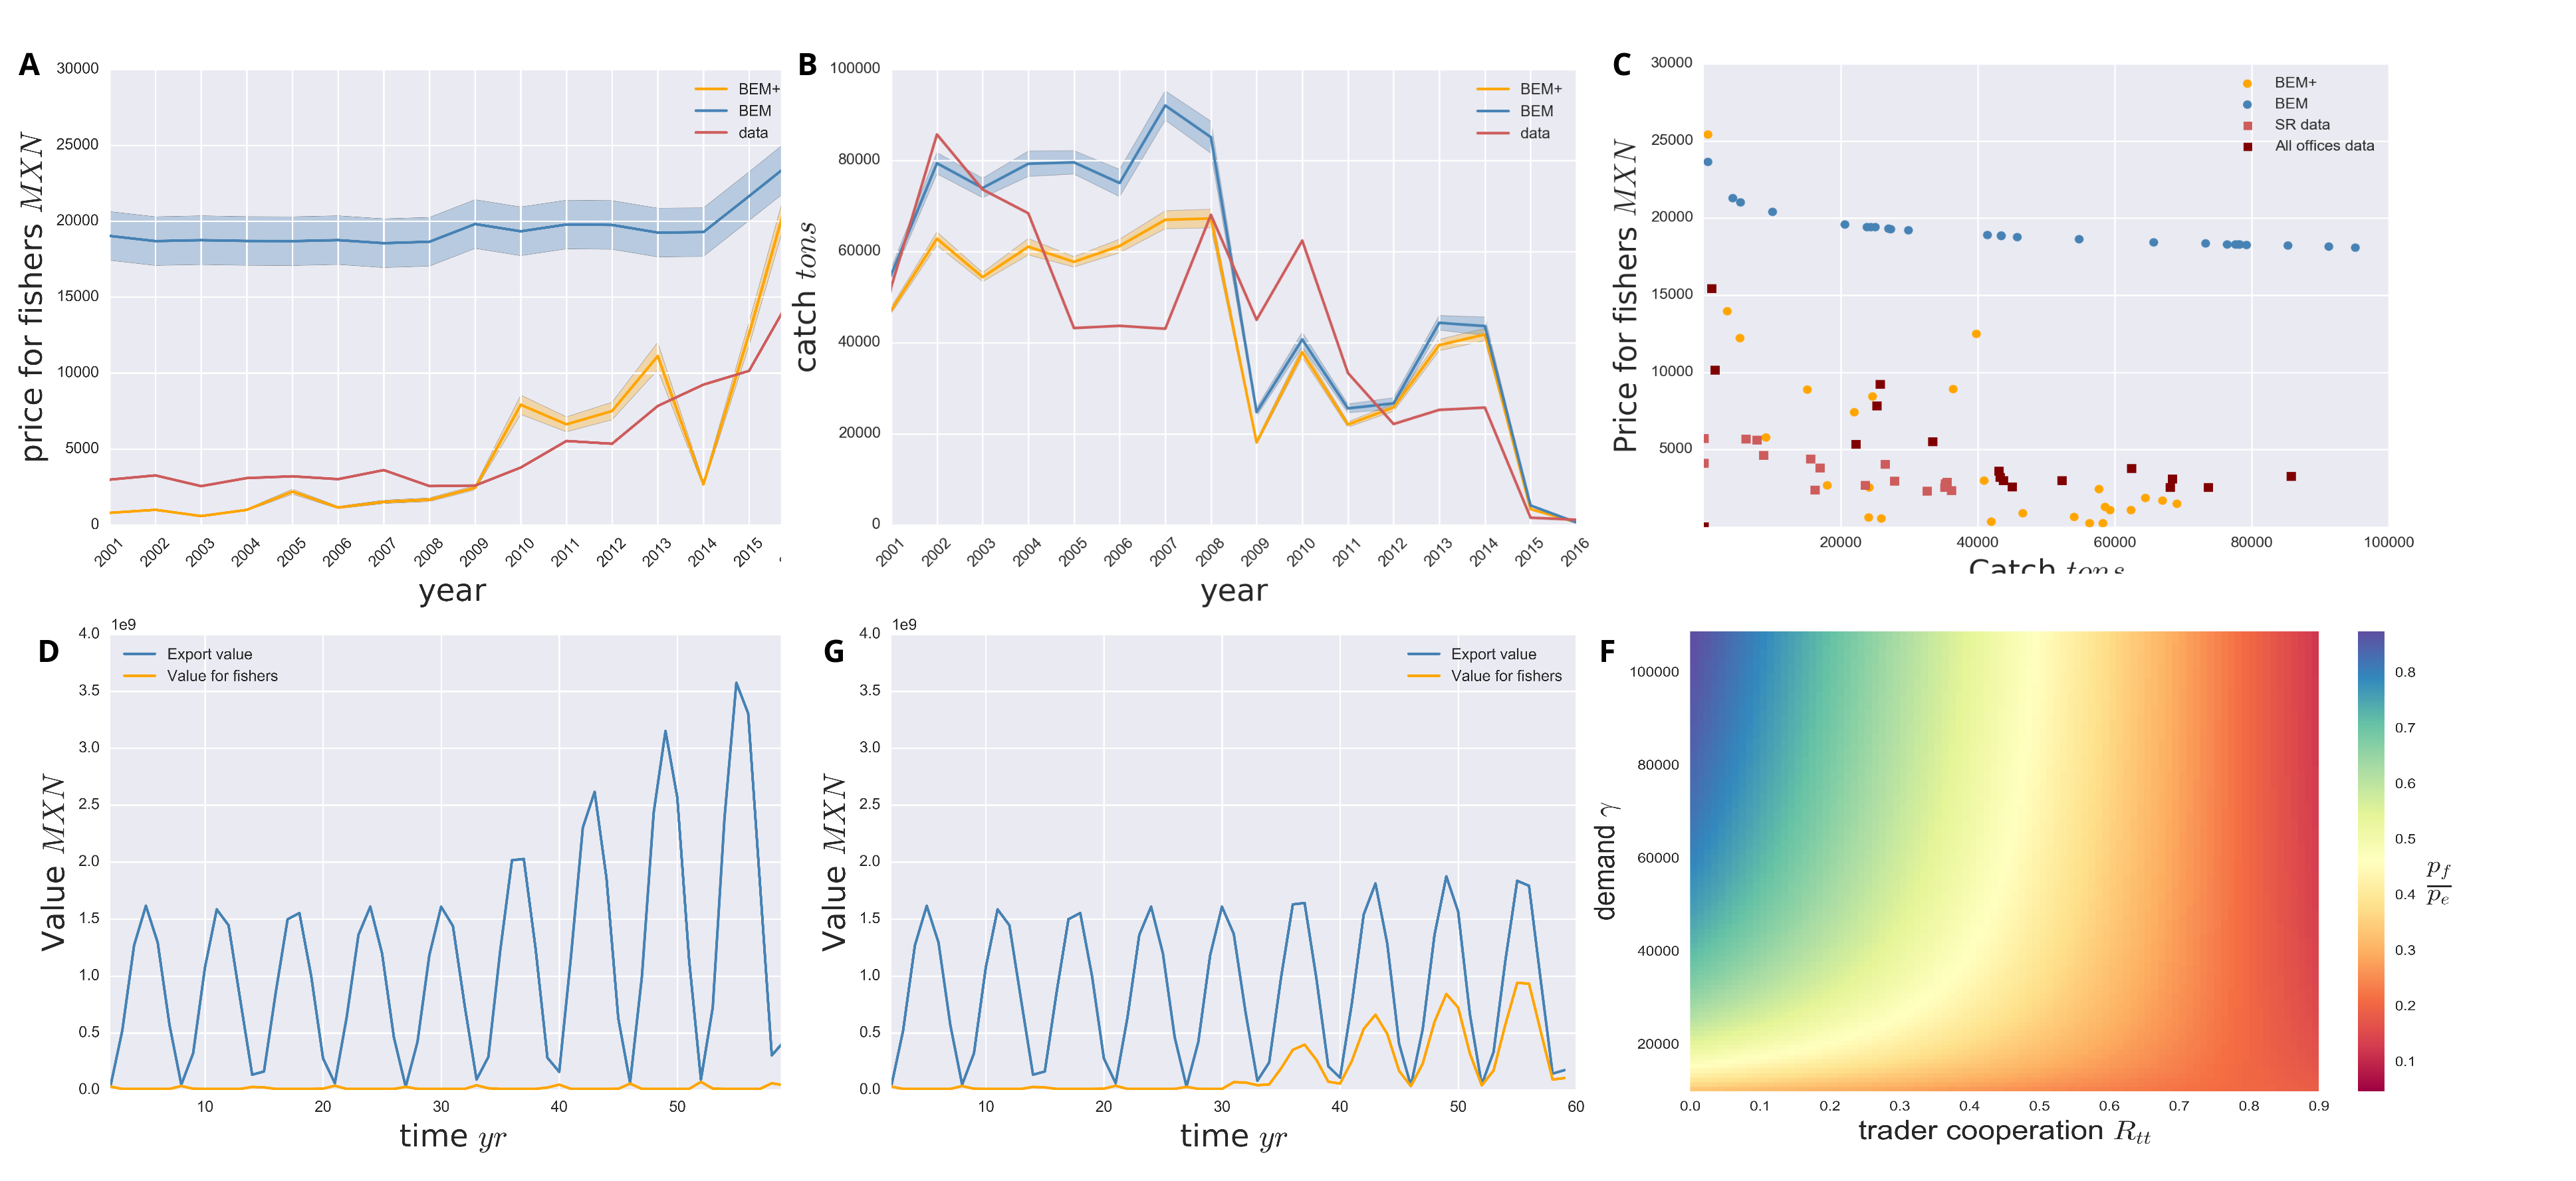 A
30000
25000
20000
15000
10000
5000
0
price for fishers MXN
BEM+
BEM
data
2001
2002
2003
2004
2005
2006
2007
2008
2009
2010
2011
2012
2013
2014
2015
year
B
100000
80000
60000
40000
20000
0
catch tons
BEM+
BEM
data
2001
2002
2003
2004
2005
2006
2007
2008
2009
2010
2011
2012
2013
2014
2015
2016
year
C
30000
25000
20000
15000
10000
5000
Price for fishers MXN
BEM+
BEM
SR data
All offices data
20000
40000
60000
80000
100000
Catch tons
D
1e9
4.0
3.5
3.0
2.5
2.0
1.5
1.0
0.5
0.0
Value MXN
Export value
Value for fishers
10
20
30
40
50
time yr
G
1e9
4.0
3.5
3.0
2.5
2.0
1.5
1.0
0.5
0.0
Value MXN
Export value
Value for fishers
10
20
30
40
50
60
time yr
F
100000
80000
60000
40000
20000
demand γ
0.0
0.1
0.2
0.3
0.4
0.5
0.6
0.7
0.8
0.9
trader cooperation R_tt
0.8
0.7
0.6
0.5
0.4
0.3
0.2
0.1
p_f
p_e